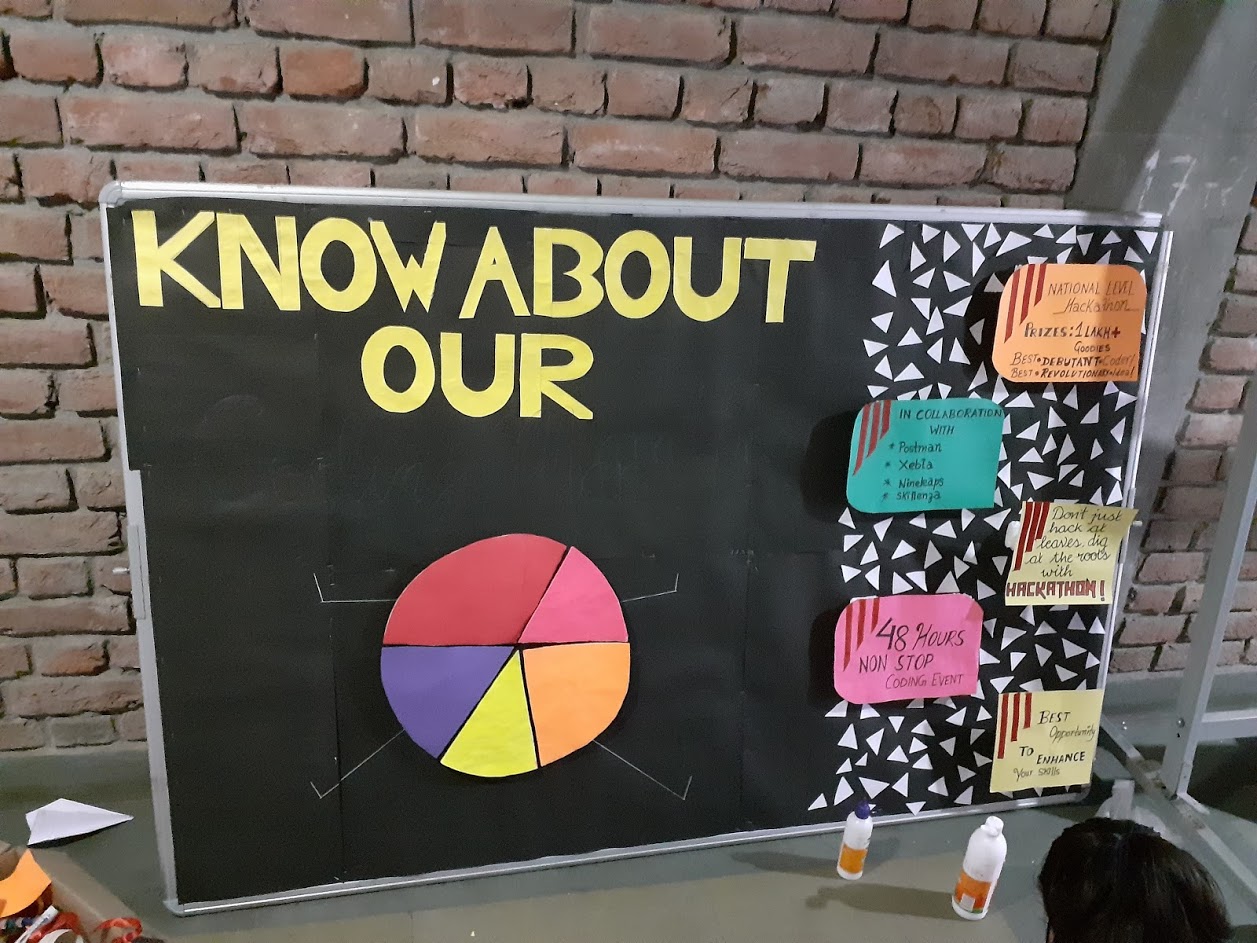 KNOW ABOUT
OUR
NATIONAL LEVEL
Hackathon
PRIZES: 1 LAKH+
GOODIES
BEST • DEBUTANT • Coder!
BEST • REVOLUTIONARY • idea!
IN COLLABORATION
WITH
* Postman
* Xebia
* Nineleaps
* Skillenza
Don't just
hack at
leaves, dig
at the roots
with
HACKATHON!
48 HOURS
NON STOP
CODING EVENT
BEST
Opportunity
TO ENHANCE
Your Skills